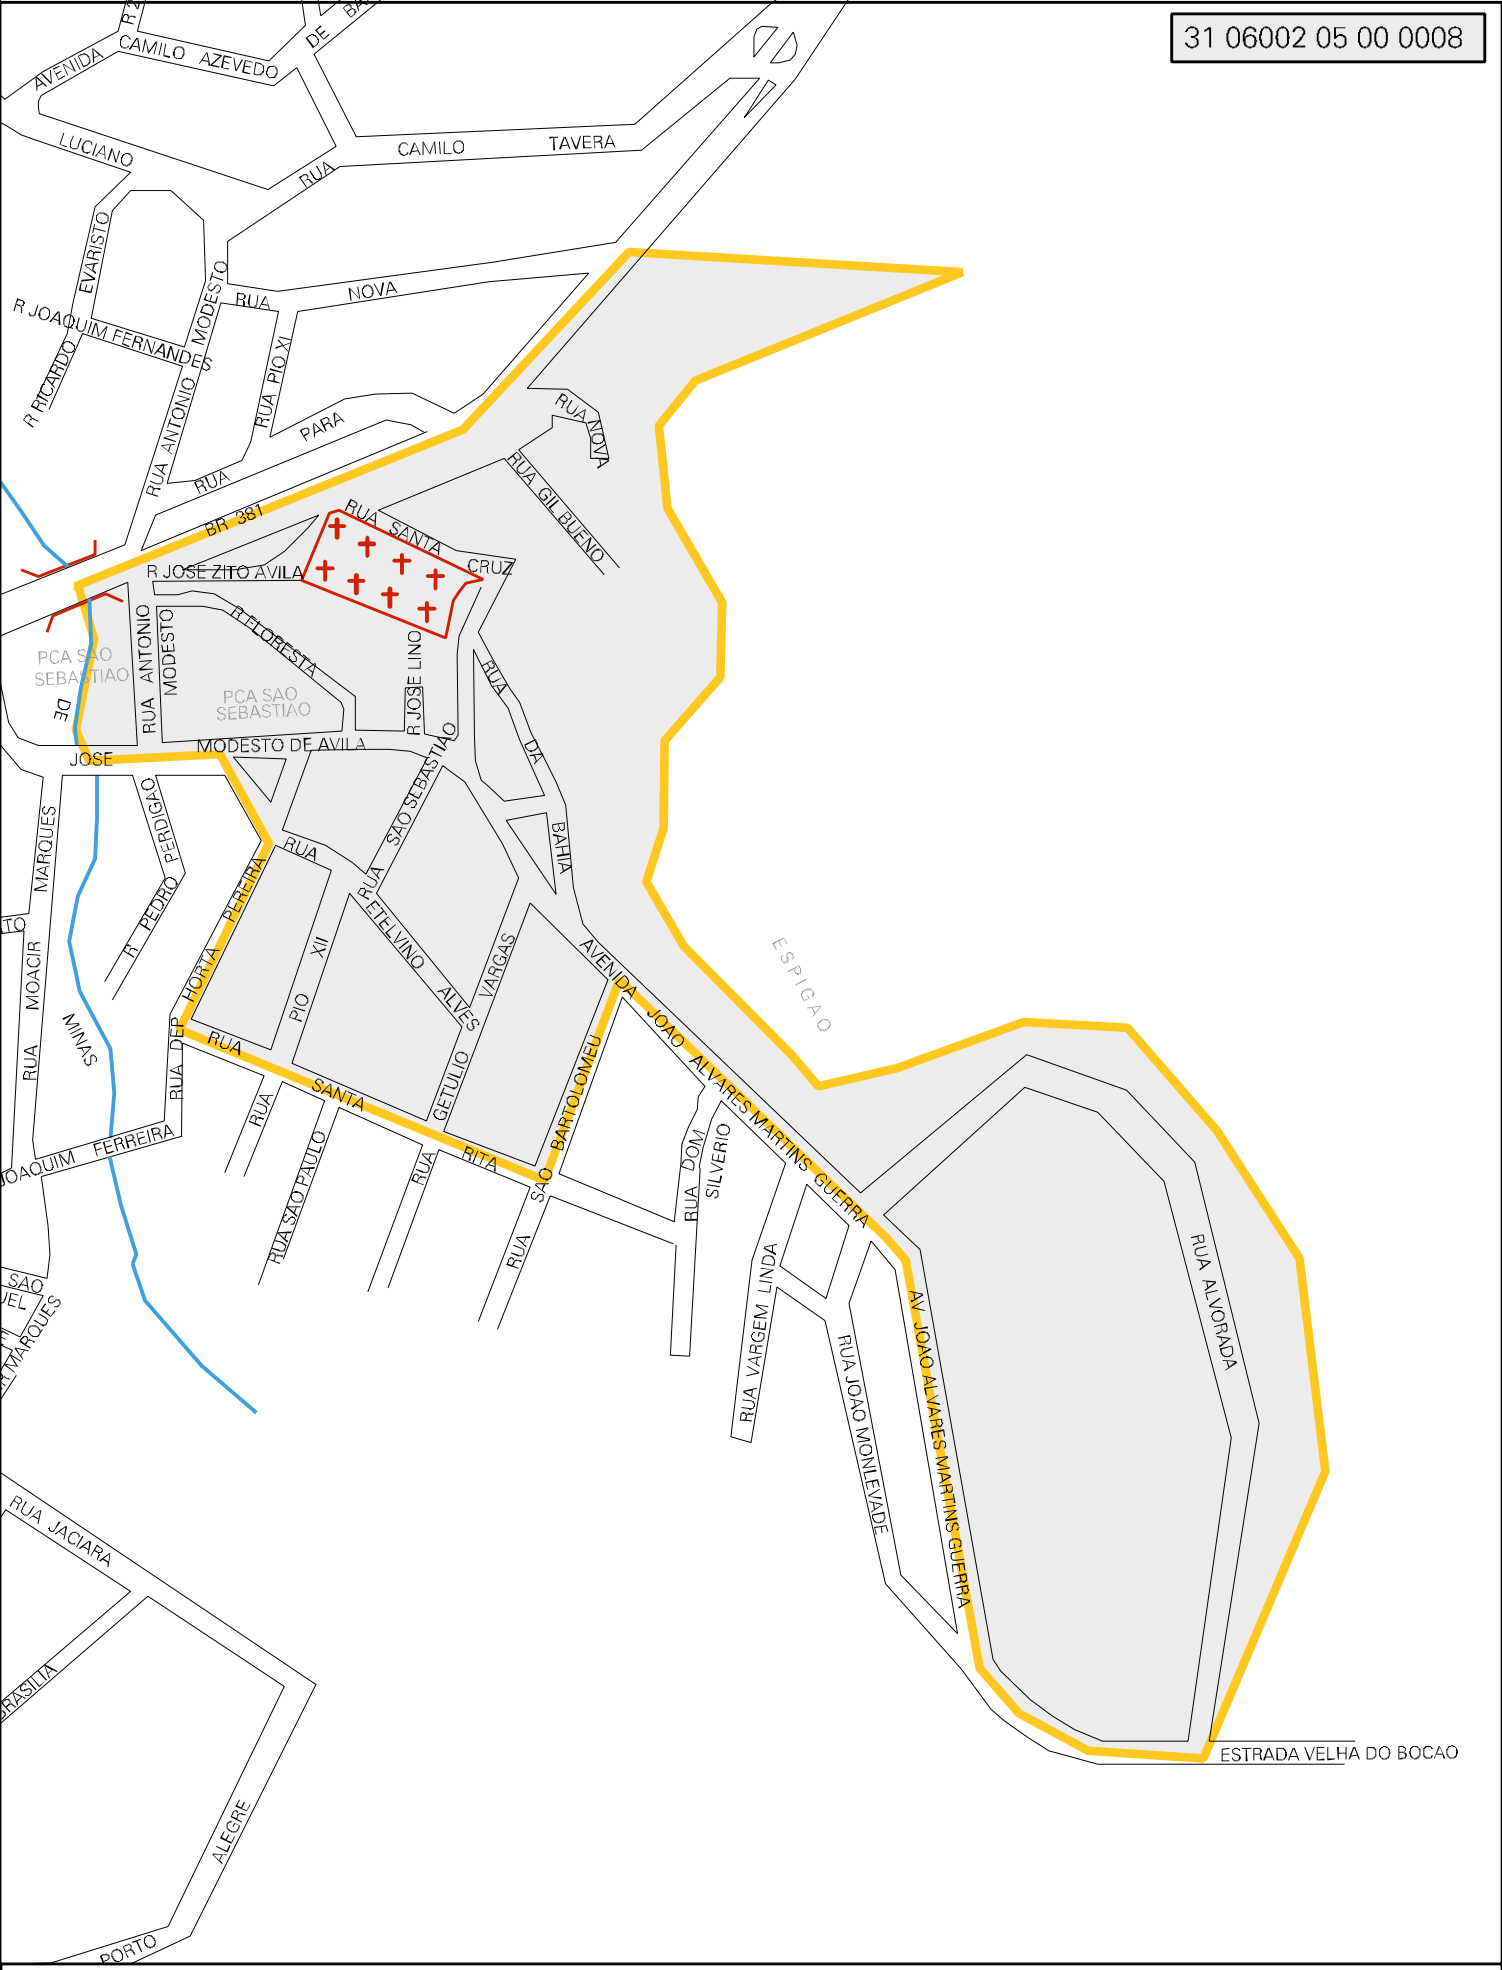 31 06002 05 00 0008
AVENIDA
CAMILO AZEVEDO
DE
LUCIANO
RUA CAMILO TAVERA
EVARISTO
R JOAQUIM FERNANDES
R RICARDO
RUA ANTONIO MODESTO
RUA NOVA
RUA PIO XI
RUA PARA
BR 381
RUA NOVA
RUA GIL BUENO
RUA SANTA CRUZ
R JOSE ZITO AVILA
R FLORESTA
RUA ANTONIO
MODESTO
PCA SAO
SEBASTIAO
PCA SAO
SEBASTIAO
R JOSE LINO
DE
JOSE
MODESTO DE AVILA
RUA DA BAHIA
RUA SAO SEBASTIAO
RUA ETELVINO ALVES
RUA MOACIR MARQUES
R PEDRO PERDIGAO
RUA DEP HORTA PEREIRA
PIO XII
GETULIO VARGAS
MINAS
AVENIDA JOAO ALVARES MARTINS GUERRA
ESPIGAO
RUA SANTA RITA
RUA SAO BARTOLOMEU
RUA
RUA SAO PAULO
RUA
RUA DOM
SILVERIO
JOAQUIM FERREIRA
TO
SAO
UEL
R MARQUES
RUA VARGEM LINDA
RUA JOAO MONLEVADE
AV JOAO ALVARES MARTINS GUERRA
RUA ALVORADA
ESTRADA VELHA DO BOCAO
RUA JACIARA
BRASILIA
PORTO ALEGRE